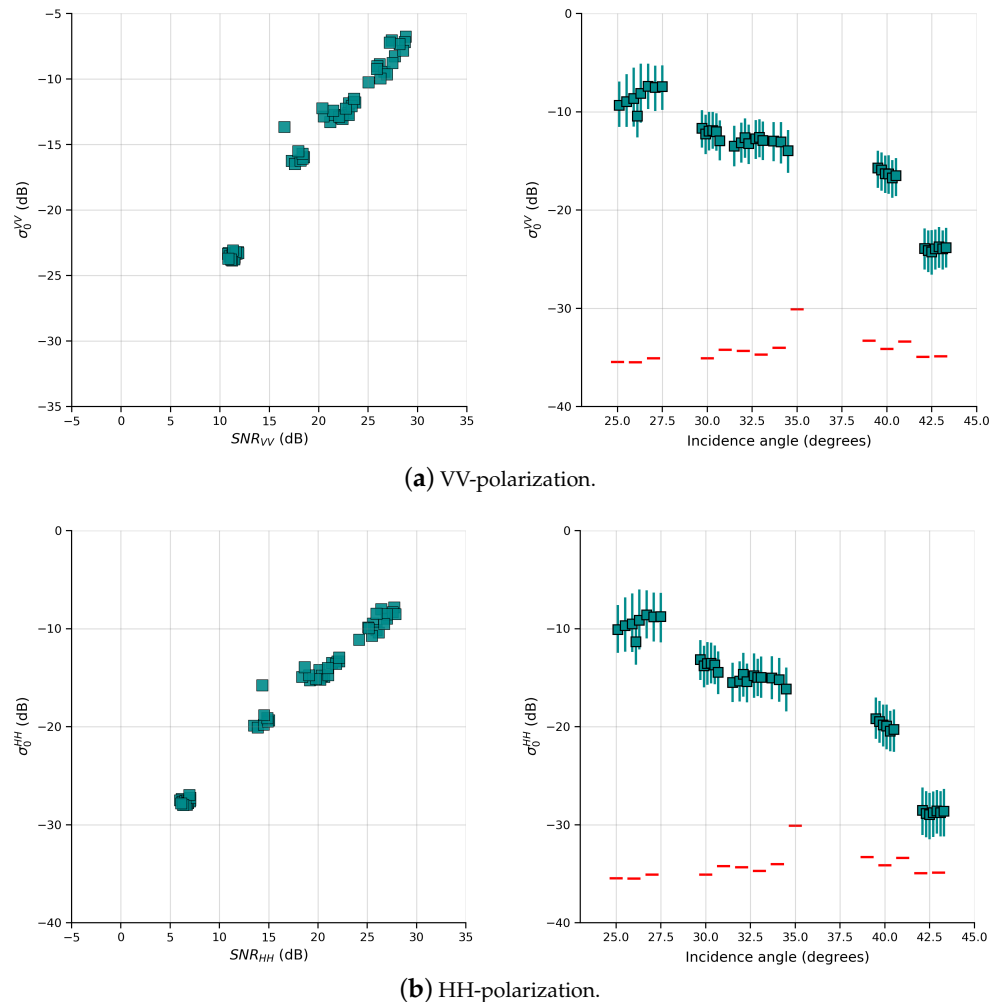 −5
−10
−15
−20
−25
−30
−35
σ₀ⱽⱽ (dB)
−5 0 5 10 15 20 25 30 35
SNR_VV (dB)
0
−10
−20
−30
−40
σ₀ⱽⱽ (dB)
25.0 27.5 30.0 32.5 35.0 37.5 40.0 42.5 45.0
Incidence angle (degrees)
(a) VV-polarization.
0
−10
−20
−30
−40
σ₀ᴴᴴ (dB)
−5 0 5 10 15 20 25 30 35
SNR_HH (dB)
0
−10
−20
−30
−40
σ₀ᴴᴴ (dB)
25.0 27.5 30.0 32.5 35.0 37.5 40.0 42.5 45.0
Incidence angle (degrees)
(b) HH-polarization.